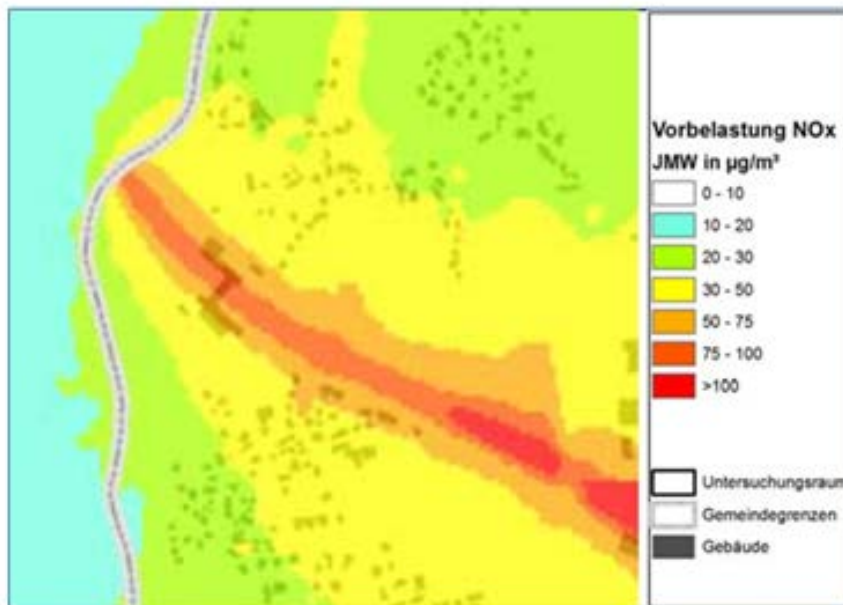 Vorbelastung NOx
JMW in µg/m³
0 - 10
10 - 20
20 - 30
30 - 50
50 - 75
75 - 100
>100
Untersuchungsraum
Gemeindegrenzen
Gebäude